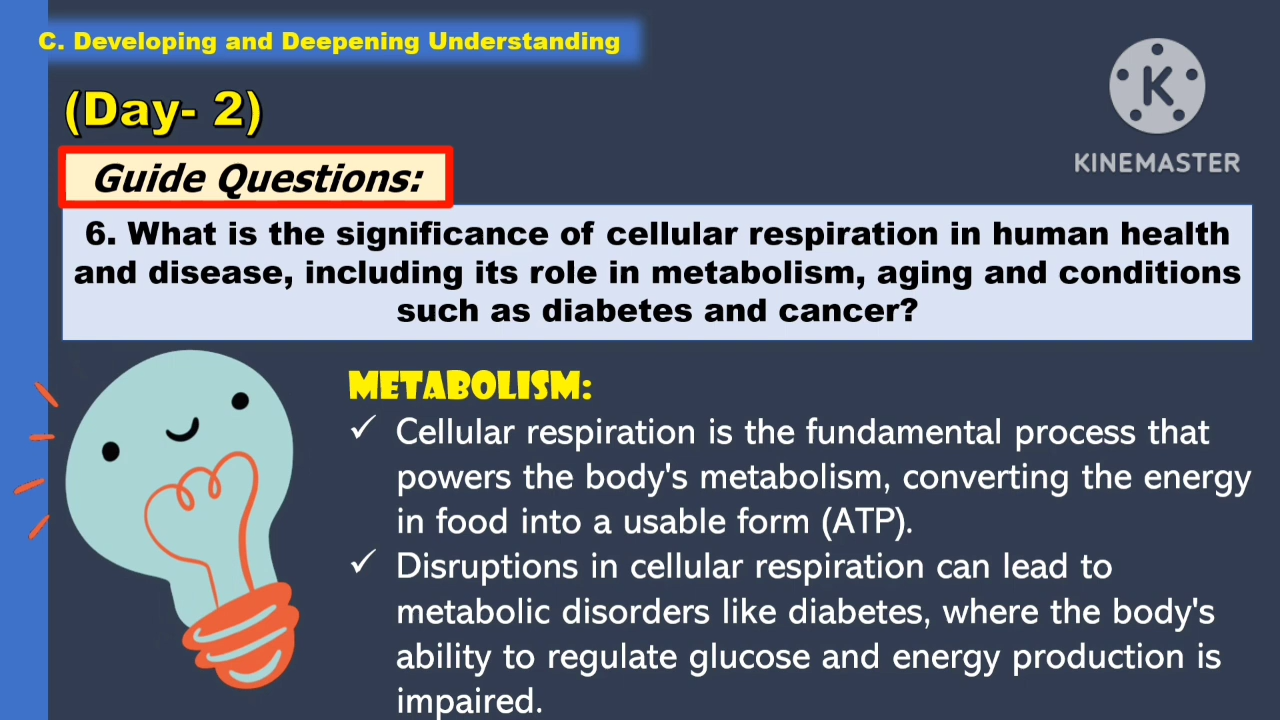 C. Developing and Deepening Understanding
(Day- 2)
K
KINEMASTER
Guide Questions:
6. What is the significance of cellular respiration in human health
and disease, including its role in metabolism, aging and conditions
such as diabetes and cancer?
METABOLISM:
✓ Cellular respiration is the fundamental process that
powers the body's metabolism, converting the energy
in food into a usable form (ATP).
✓ Disruptions in cellular respiration can lead to
metabolic disorders like diabetes, where the body's
ability to regulate glucose and energy production is
impaired.